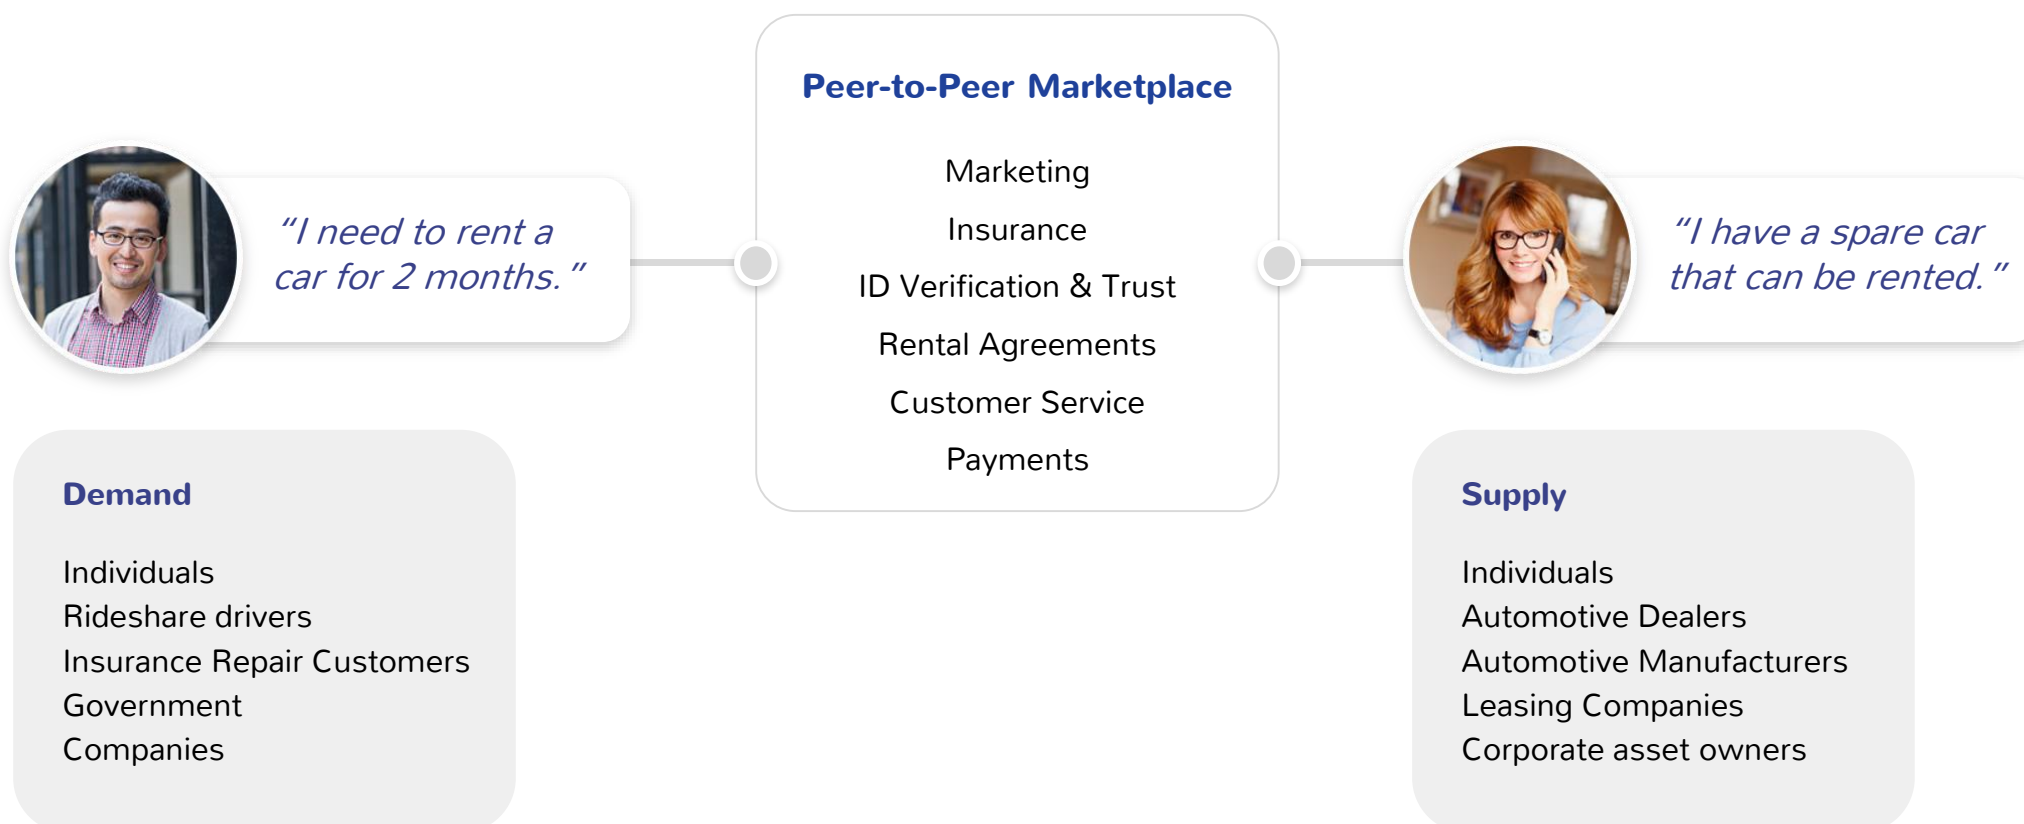 Peer-to-Peer Marketplace
Marketing
Insurance
ID Verification & Trust
Rental Agreements
Customer Service
Payments
“I need to rent a
car for 2 months.”
“I have a spare car
that can be rented.”
Demand
Individuals
Rideshare drivers
Insurance Repair Customers
Government
Companies
Supply
Individuals
Automotive Dealers
Automotive Manufacturers
Leasing Companies
Corporate asset owners